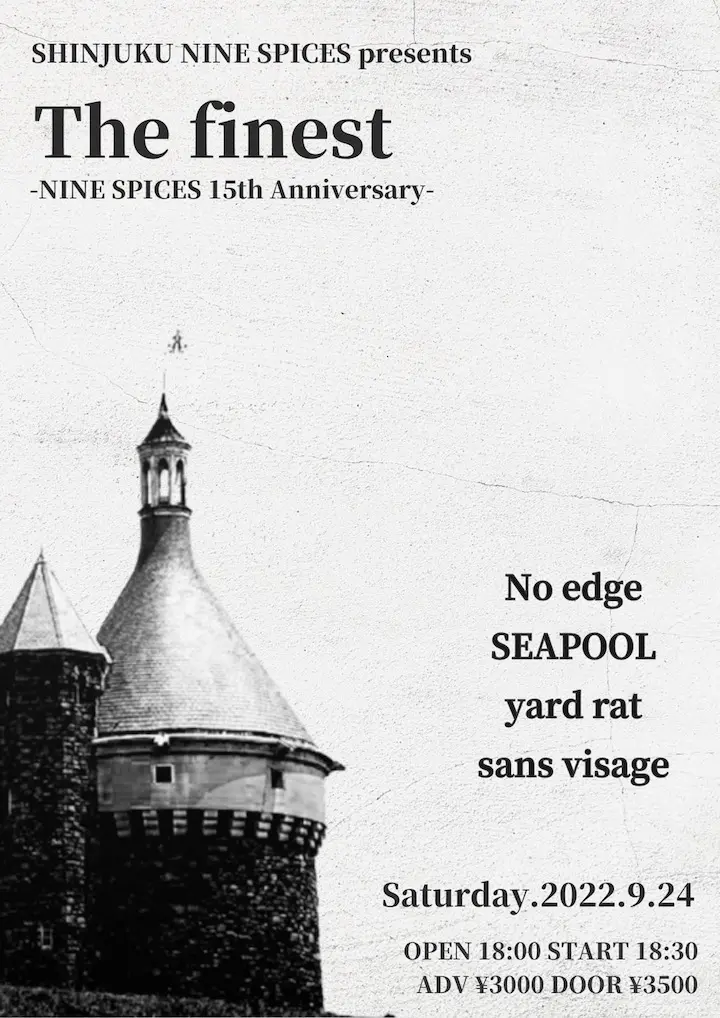 SHINJUKU NINE SPICES presents
The finest
-NINE SPICES 15th Anniversary-
No edge
SEAPOOL
yard rat
sans visage
Saturday.2022.9.24
OPEN 18:00 START 18:30
ADV ¥3000 DOOR ¥3500